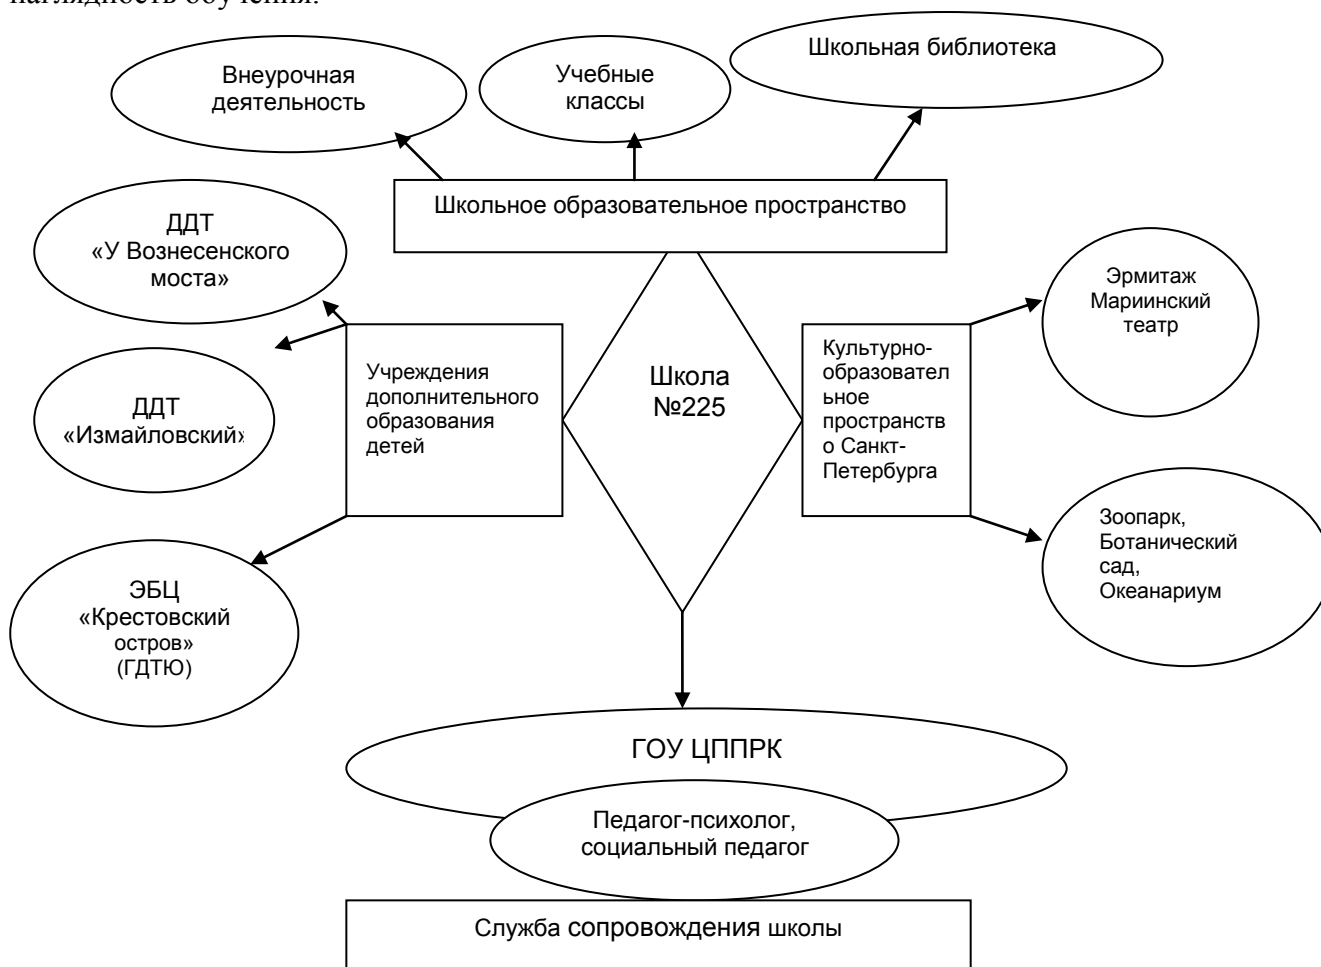 наглядность обучения.
Школьная библиотека
Внеурочная
деятельность
Учебные
классы
Школьное образовательное пространство
ДДТ
«У Вознесенского
моста»
Эрмитаж
Мариинский
театр
Учреждения
дополнительного
образования
детей
Школа
№225
Культурно-
образовател
ьное
пространств
о Санкт-
Петербурга
ДДТ
«Измайловский»
Зоопарк,
Ботанический
сад,
Океанариум
ЭБЦ
«Крестовский
остров»
(ГДТЮ)
ГОУ ЦППРК
Педагог-психолог,
социальный педагог
Служба сопровождения школы